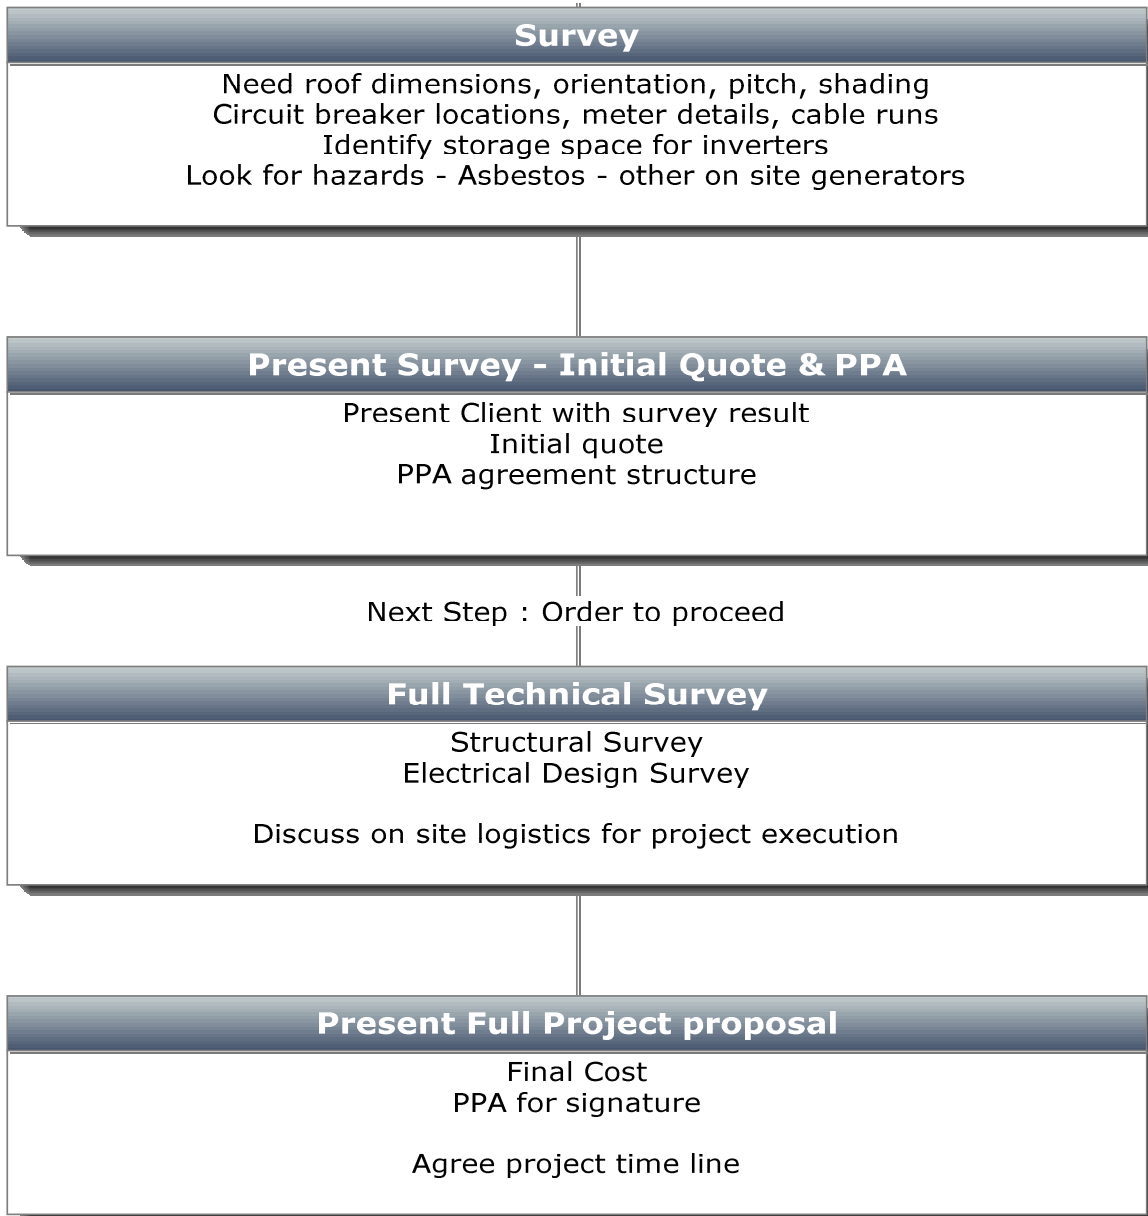 Survey
Need roof dimensions, orientation, pitch, shading
Circuit breaker locations, meter details, cable runs
Identify storage space for inverters
Look for hazards - Asbestos - other on site generators
Present Survey - Initial Quote & PPA
Present Client with survey result
Initial quote
PPA agreement structure
Next Step : Order to proceed
Full Technical Survey
Structural Survey
Electrical Design Survey
Discuss on site logistics for project execution
Present Full Project proposal
Final Cost
PPA for signature
Agree project time line